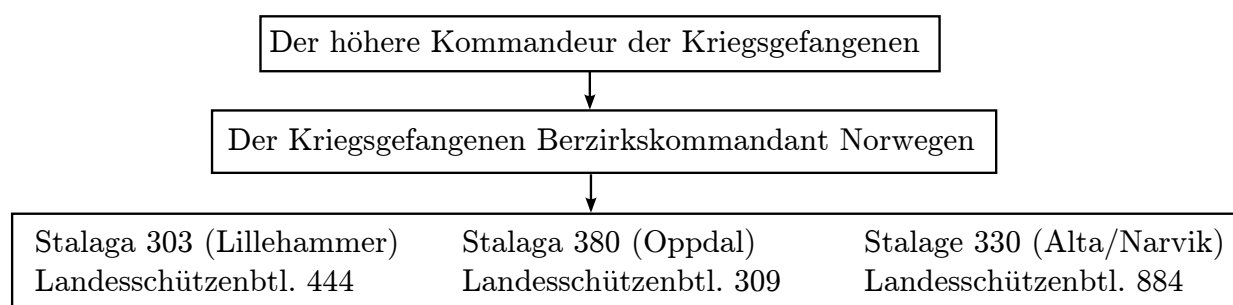 Der höhere Kommandeur der Kriegsgefangenen
Der Kriegsgefangenen Berzirkskommandant Norwegen
Stalaga 303 (Lillehammer) Stalaga 380 (Oppdal) Stalage 330 (Alta/Narvik)
Landesschützenbtl. 444 Landesschützenbtl. 309 Landesschützenbtl. 884